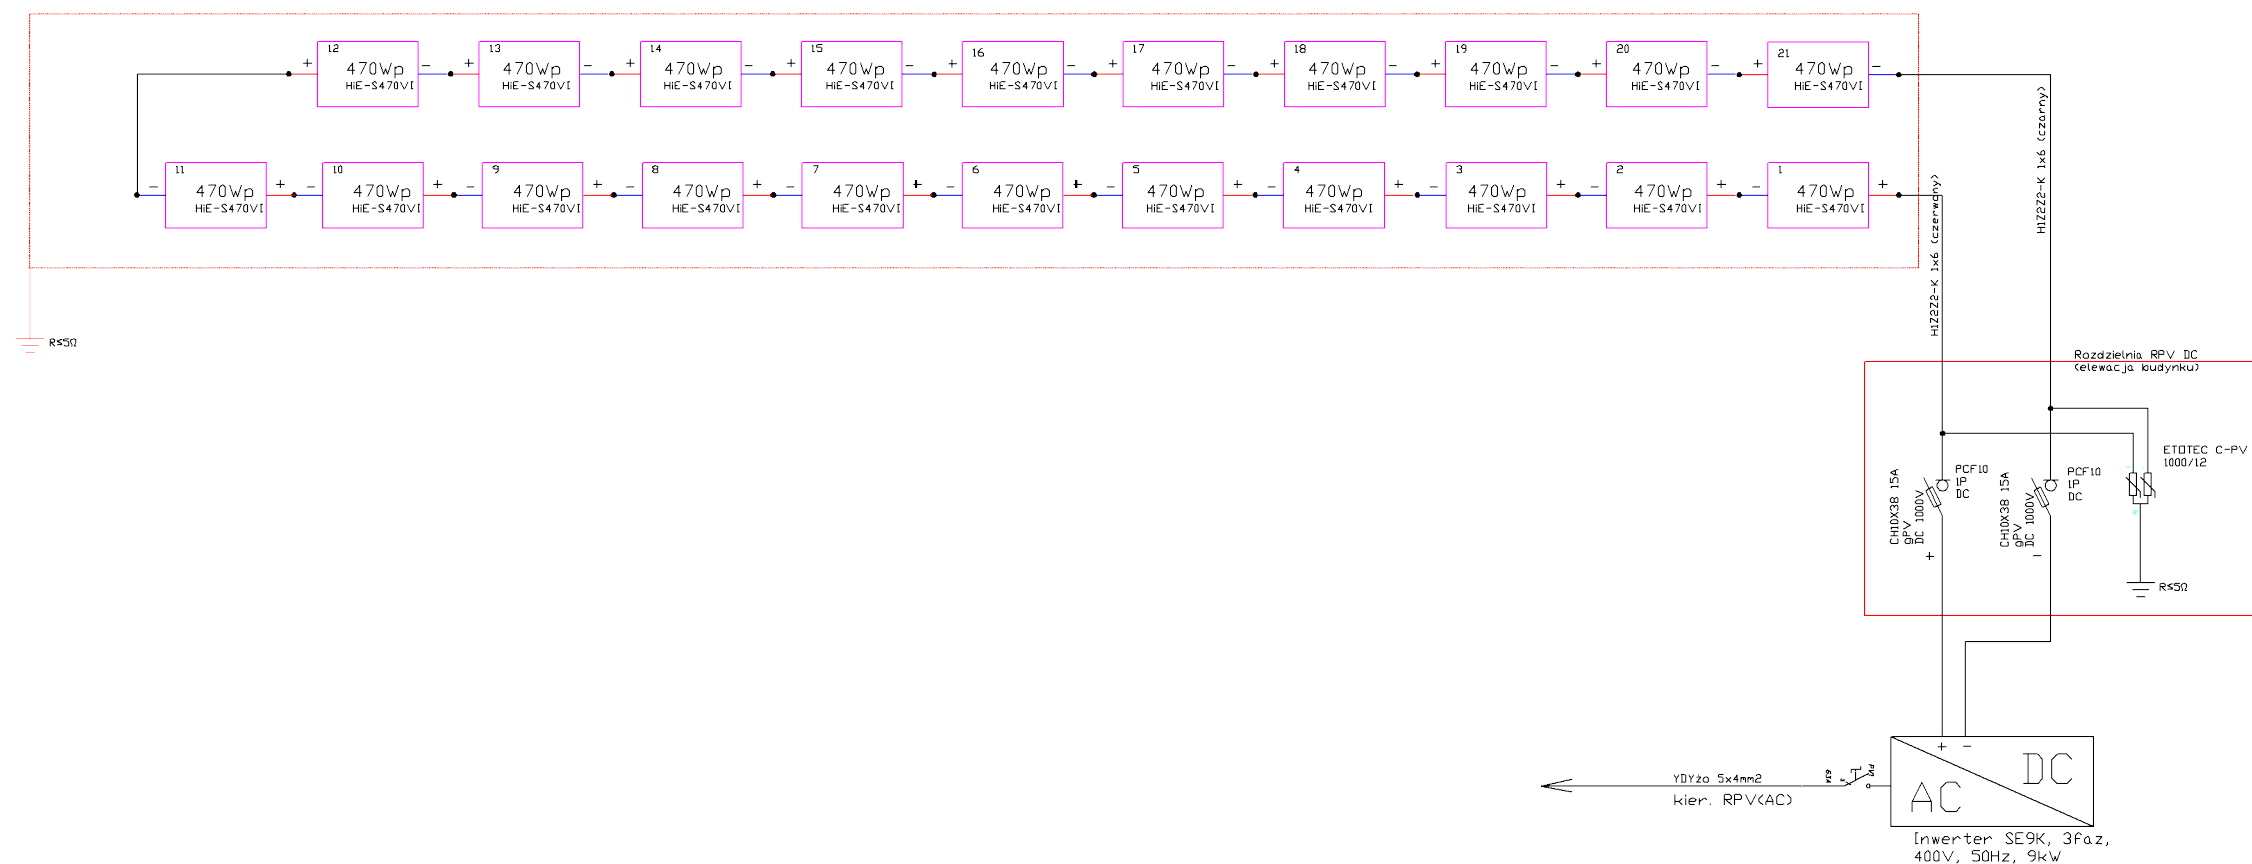 12
+
470Wp
HiE-S470VI
-
13
+
470Wp
HiE-S470VI
-
14
+
470Wp
HiE-S470VI
-
15
+
470Wp
HiE-S470VI
-
16
+
470Wp
HiE-S470VI
-
17
+
470Wp
HiE-S470VI
-
18
+
470Wp
HiE-S470VI
-
19
+
470Wp
HiE-S470VI
-
20
+
470Wp
HiE-S470VI
-
21
+
470Wp
HiE-S470VI
-
-
11
470Wp
HiE-S470VI
+
-
10
470Wp
HiE-S470VI
+
-
9
470Wp
HiE-S470VI
+
-
8
470Wp
HiE-S470VI
+
-
7
470Wp
HiE-S470VI
+
-
6
470Wp
HiE-S470VI
+
-
5
470Wp
HiE-S470VI
+
-
4
470Wp
HiE-S470VI
+
-
3
470Wp
HiE-S470VI
+
-
2
470Wp
HiE-S470VI
+
-
1
470Wp
HiE-S470VI
+
H1Z2Z2-K 1x6 (czerwony)
H1Z2Z2-K 1x6 (czarny)
R≤5Ω
Rozdzielnia RPV DC
(elewacja budynku)
CH10X38 15A
gPV
DC 1000V
PCF10
1P
DC
+
CH10X38 15A
gPV
DC 1000V
PCF10
1P
DC
-
ETOTEC C-PV
1000/12
R≤5Ω
+ -
DC
AC
YDYżo 5x4mm2
kier. RPV(AC)
Inwerter SE9K, 3faz,
400V, 50Hz, 9kW